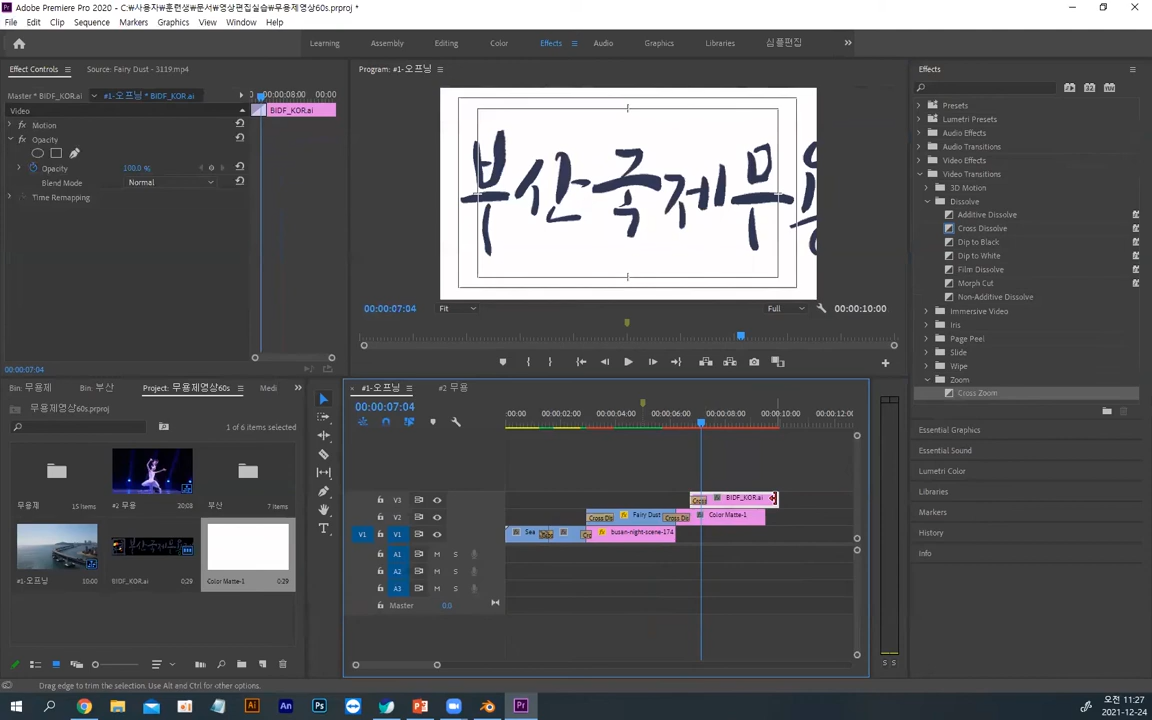 Adobe Premiere Pro 2020 - C:₩사용자₩훈련생₩문서₩영상편집실습₩무용제영상60s.prproj *
File Edit Clip Sequence Markers Graphics View Window Help
Learning Assembly Editing Color Effects Audio Graphics Libraries 심플편집
Effect Controls Source: Fairy Dust - 3119.mp4
Program: #1-오프닝
Effects
Master * BIDF_KOR.ai #1-오프닝 * BIDF_KOR.ai
00:00:08:00 00:00
Video BIDF_KOR.ai
fx Motion
fx Opacity
Opacity 100.0 %
Blend Mode Normal
Time Remapping
00:00:07:04
부산국제무용
00:00:07:04 Fit Full 00:00:10:00
Presets
Lumetri Presets
Audio Effects
Audio Transitions
Video Effects
Video Transitions
3D Motion
Dissolve
Additive Dissolve
Cross Dissolve
Dip to Black
Dip to White
Film Dissolve
Morph Cut
Non-Additive Dissolve
Immersive Video
Iris
Page Peel
Slide
Wipe
Zoom
Cross Zoom
Essential Graphics
Essential Sound
Lumetri Color
Libraries
Markers
History
Info
Bin: 무용제 Bin: 부산 Project: 무용제영상60s Medi
무용제영상60s.prproj
1 of 6 items selected
무용제 15 Items
#2 무용 20:08
부산 7 Items
#1-오프닝 10:00
BIDF_KOR.ai 0:29
Color Matte-1 0:29
#1-오프닝 #2 무용
00:00:07:04
:00:00 00:00:02:00 00:00:04:00 00:00:06:00 00:00:08:00 00:00:10:00 00:00:12:00
V3 Cross BIDF_KOR.ai
V2 Cross Dis Fairy Dust Cross Dis Color Matte-1
V1 V1 Sea Cro busan-night-scene-174
A1 M S
A2 M S
A3 M S
Master 0.0
S S
Drag edge to trim the selection. Use Alt and Ctrl for other options.
오전 11:27
2021-12-24